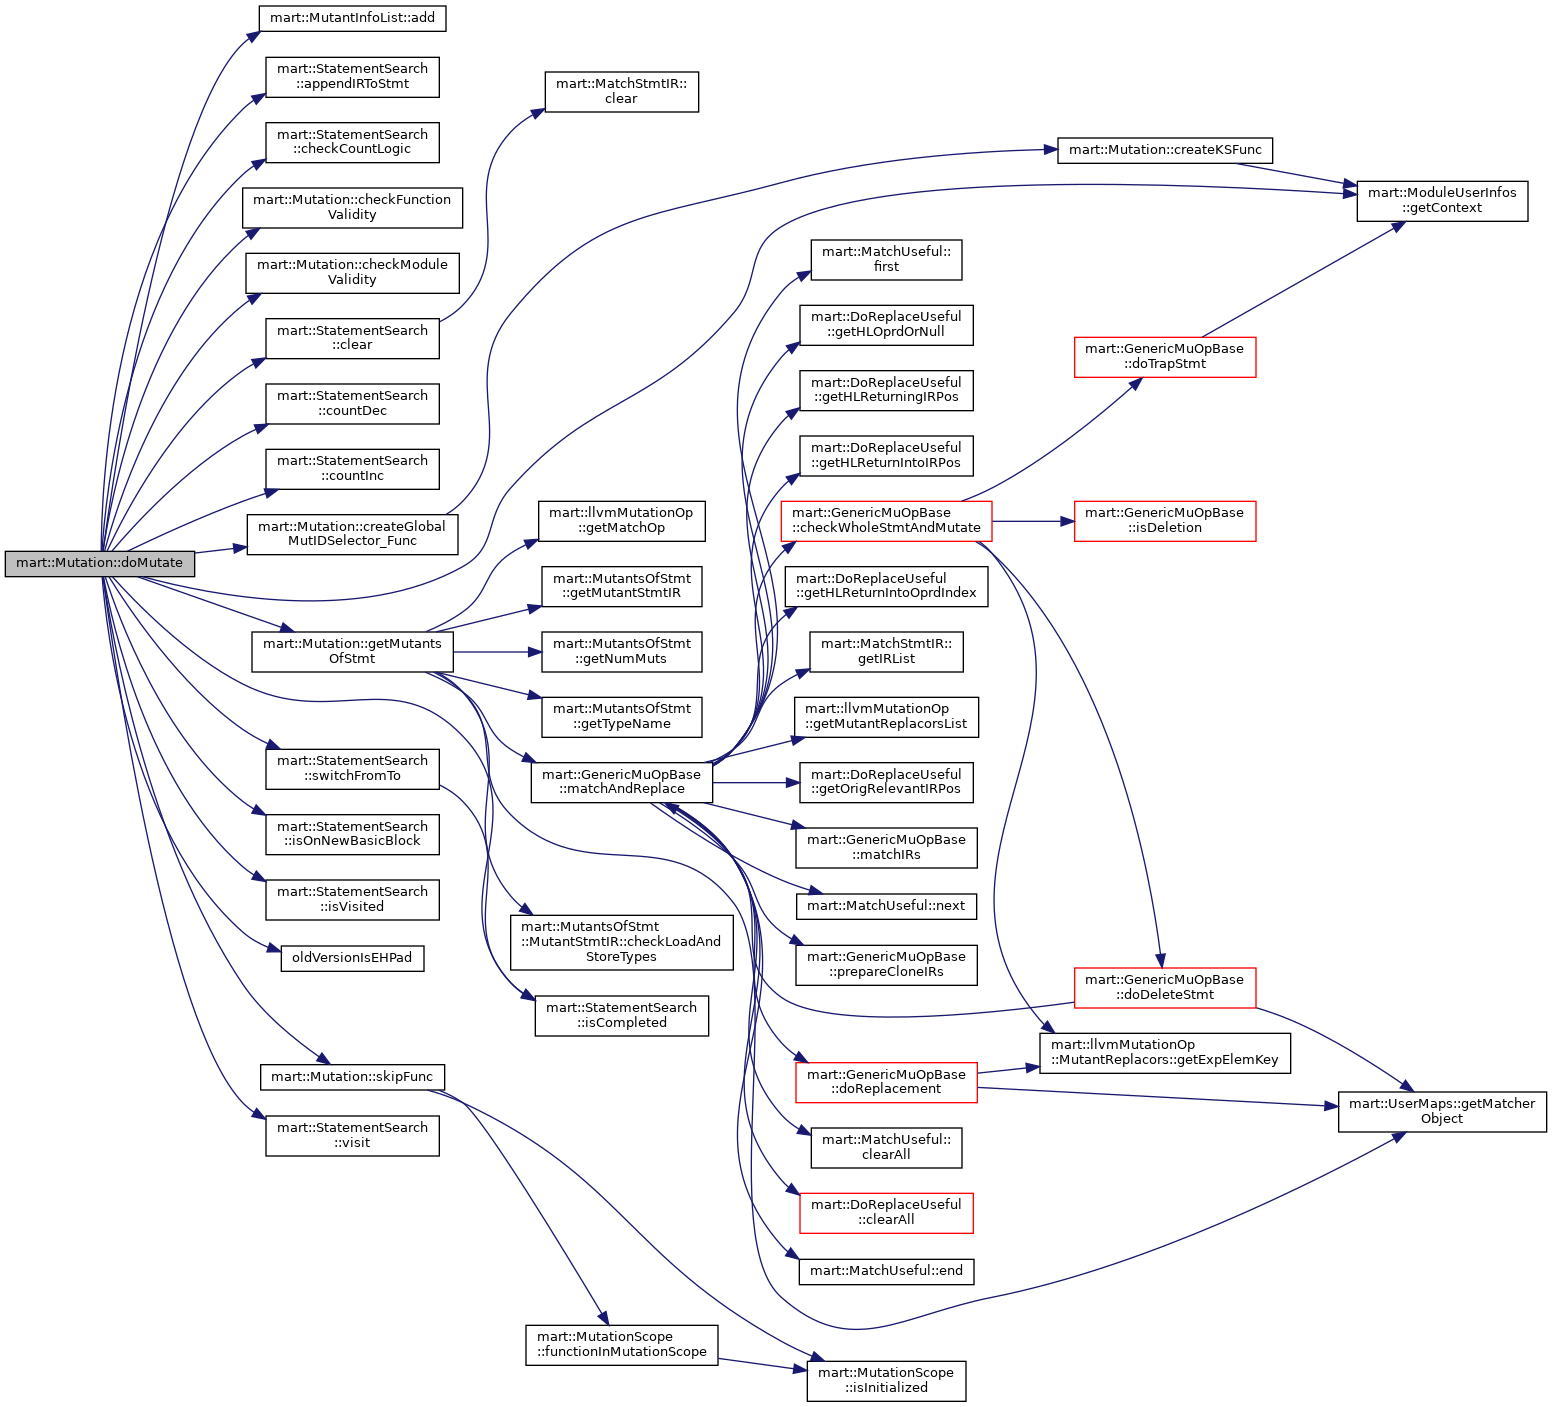 mart::Mutation::doMutate
mart::MutantInfoList::add
mart::StatementSearch
::appendIRToStmt
mart::StatementSearch
::checkCountLogic
mart::Mutation::checkFunction
Validity
mart::Mutation::checkModule
Validity
mart::StatementSearch
::clear
mart::StatementSearch
::countDec
mart::StatementSearch
::countInc
mart::Mutation::createGlobal
MutIDSelector_Func
mart::Mutation::getMutants
OfStmt
mart::StatementSearch
::switchFromTo
mart::StatementSearch
::isOnNewBasicBlock
mart::StatementSearch
::isVisited
oldVersionIsEHPad
mart::Mutation::skipFunc
mart::StatementSearch
::visit
mart::MatchStmtIR::
clear
mart::llvmMutationOp
::getMatchOp
mart::MutantsOfStmt
::getMutantStmtIR
mart::MutantsOfStmt
::getNumMuts
mart::MutantsOfStmt
::getTypeName
mart::GenericMuOpBase
::matchAndReplace
mart::MutantsOfStmt
::MutantStmtIR::checkLoadAnd
StoreTypes
mart::StatementSearch
::isCompleted
mart::MutationScope
::functionInMutationScope
mart::MatchUseful::
first
mart::DoReplaceUseful
::getHLOprdOrNull
mart::DoReplaceUseful
::getHLReturningIRPos
mart::DoReplaceUseful
::getHLReturnIntoIRPos
mart::GenericMuOpBase
::checkWholeStmtAndMutate
mart::DoReplaceUseful
::getHLReturnIntoOprdIndex
mart::MatchStmtIR::
getIRList
mart::llvmMutationOp
::getMutantReplacorsList
mart::DoReplaceUseful
::getOrigRelevantIRPos
mart::GenericMuOpBase
::matchIRs
mart::MatchUseful::next
mart::GenericMuOpBase
::prepareCloneIRs
mart::GenericMuOpBase
::doReplacement
mart::MatchUseful::
clearAll
mart::DoReplaceUseful
::clearAll
mart::MatchUseful::end
mart::MutationScope
::isInitialized
mart::Mutation::createKSFunc
mart::GenericMuOpBase
::doTrapStmt
mart::GenericMuOpBase
::isDeletion
mart::GenericMuOpBase
::doDeleteStmt
mart::llvmMutationOp
::MutantReplacors::getExpElemKey
mart::ModuleUserInfos
::getContext
mart::UserMaps::getMatcher
Object